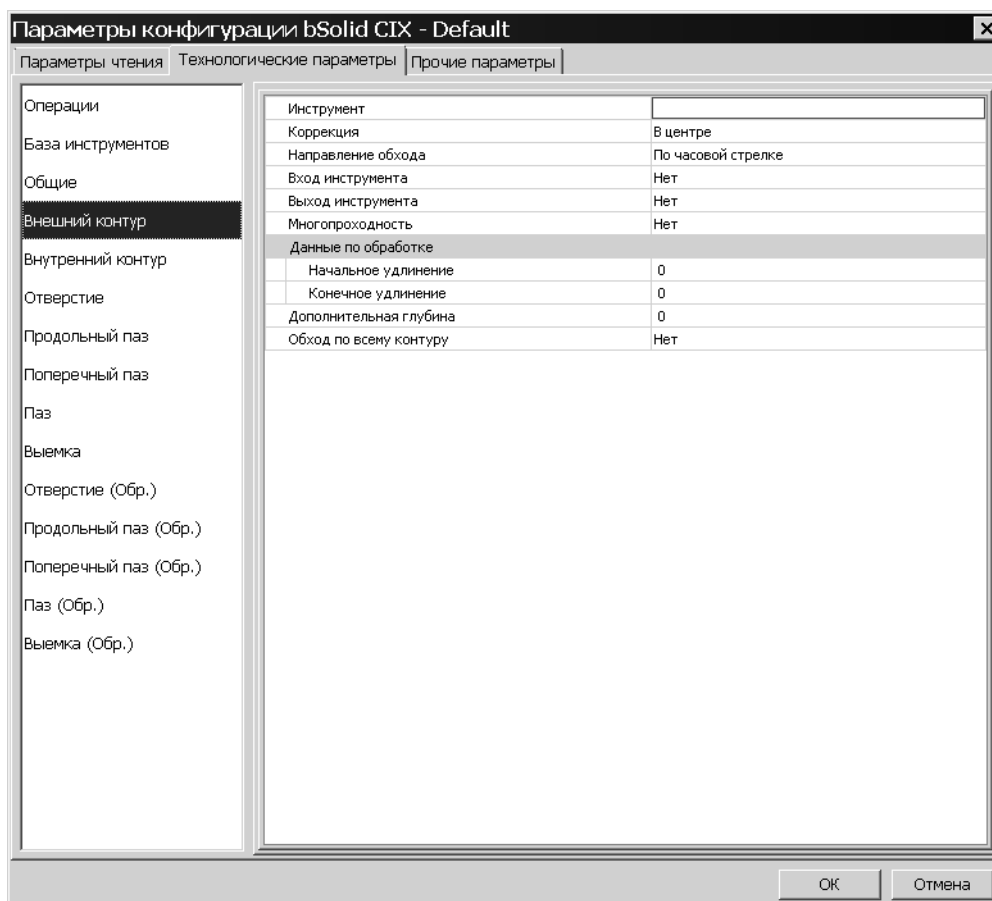 Параметры конфигурации bSolid CIX - Default
Параметры чтения Технологические параметры Прочие параметры
Операции
База инструментов
Общие
Внешний контур
Внутренний контур
Отверстие
Продольный паз
Поперечный паз
Паз
Выемка
Отверстие (Обр.)
Продольный паз (Обр.)
Поперечный паз (Обр.)
Паз (Обр.)
Выемка (Обр.)
Инструмент
Коррекция В центре
Направление обхода По часовой стрелке
Вход инструмента Нет
Выход инструмента Нет
Многопроходность Нет
Данные по обработке
Начальное удлинение 0
Конечное удлинение 0
Дополнительная глубина 0
Обход по всему контуру Нет
ОК Отмена